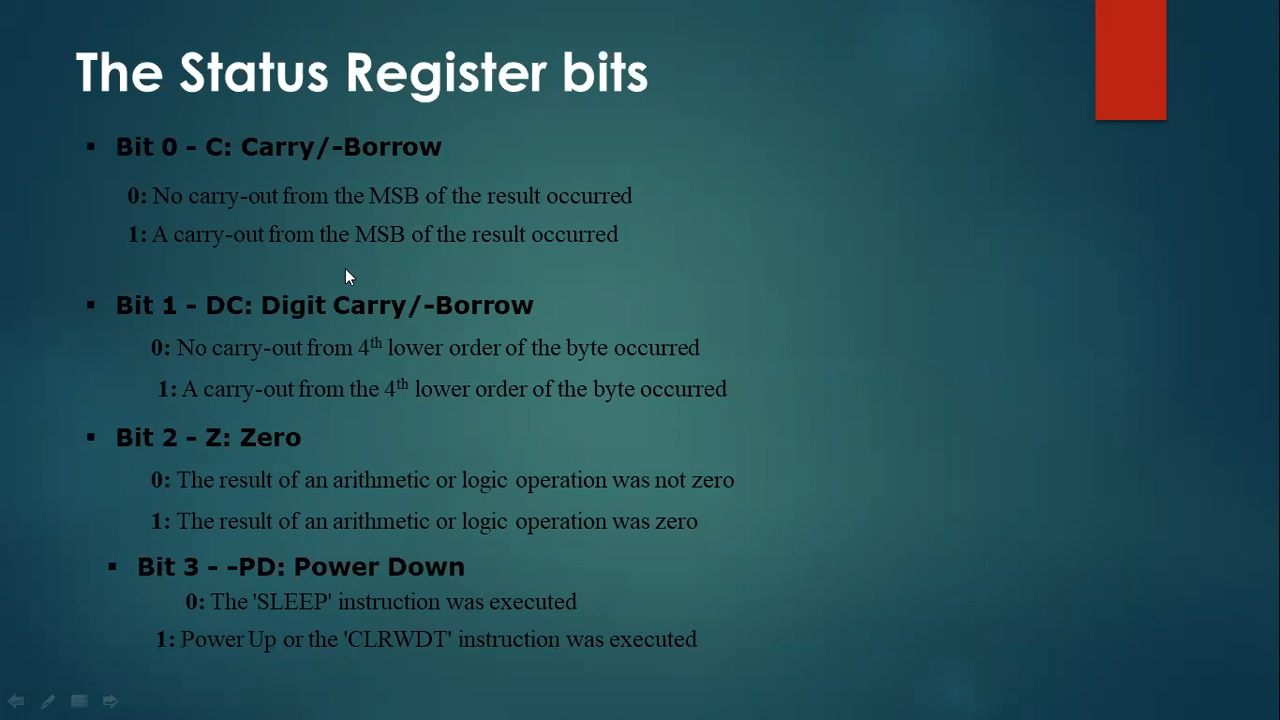 The Status Register bits
▪ Bit 0 - C: Carry/-Borrow
0: No carry-out from the MSB of the result occurred
1: A carry-out from the MSB of the result occurred
▪ Bit 1 - DC: Digit Carry/-Borrow
0: No carry-out from 4th lower order of the byte occurred
1: A carry-out from the 4th lower order of the byte occurred
▪ Bit 2 - Z: Zero
0: The result of an arithmetic or logic operation was not zero
1: The result of an arithmetic or logic operation was zero
▪ Bit 3 - -PD: Power Down
0: The 'SLEEP' instruction was executed
1: Power Up or the 'CLRWDT' instruction was executed